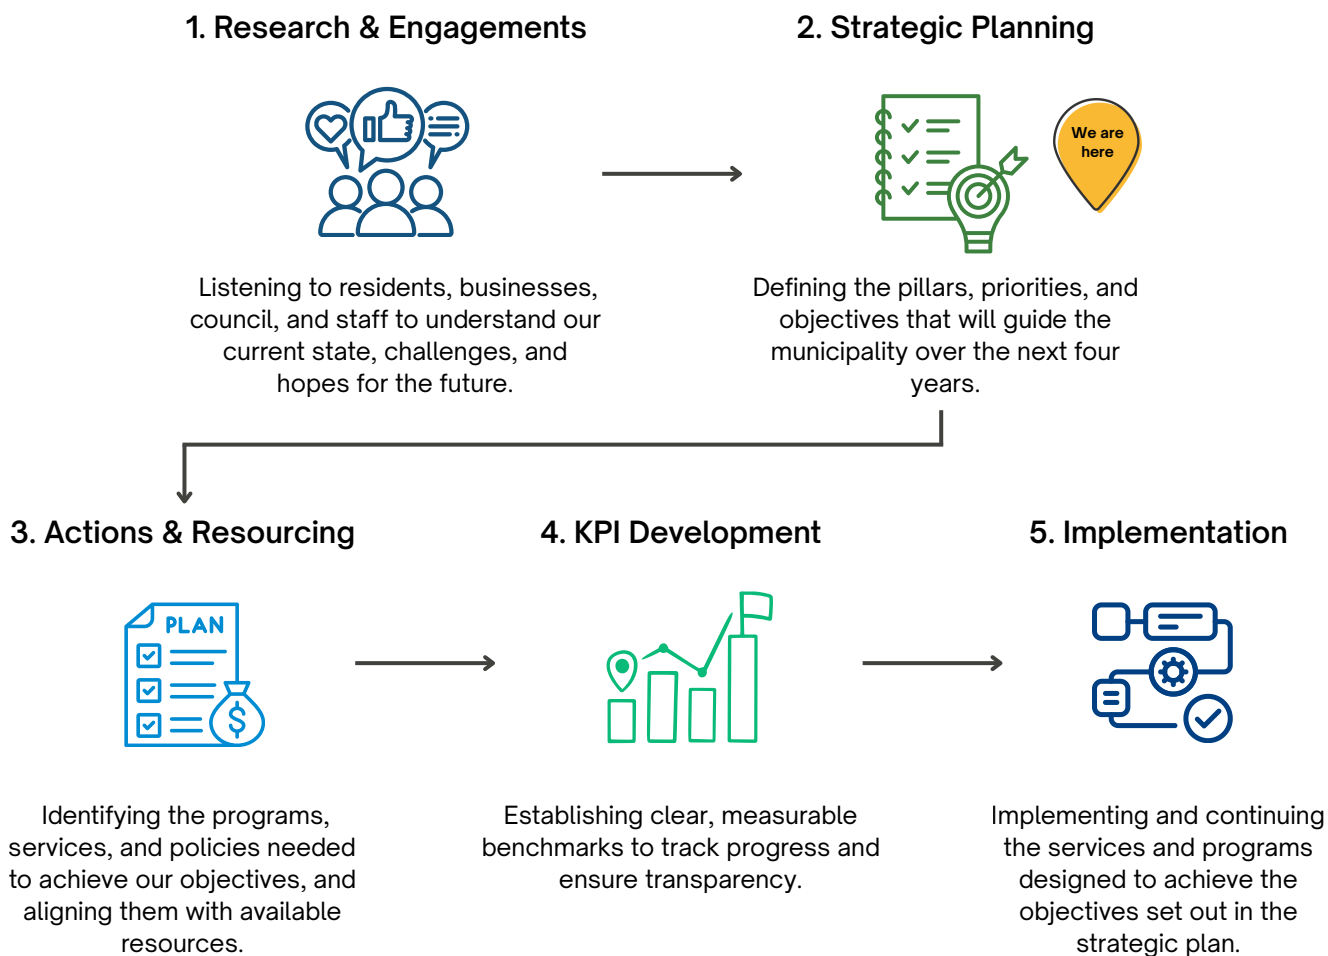 1. Research & Engagements
2. Strategic Planning
We are
here
Listening to residents, businesses,
council, and staff to understand our
current state, challenges, and
hopes for the future.
Defining the pillars, priorities, and
objectives that will guide the
municipality over the next four
years.
3. Actions & Resourcing
4. KPI Development
5. Implementation
PLAN
$
Identifying the programs,
services, and policies needed
to achieve our objectives, and
aligning them with available
resources.
Establishing clear, measurable
benchmarks to track progress and
ensure transparency.
Implementing and continuing
the services and programs
designed to achieve the
objectives set out in the
strategic plan.